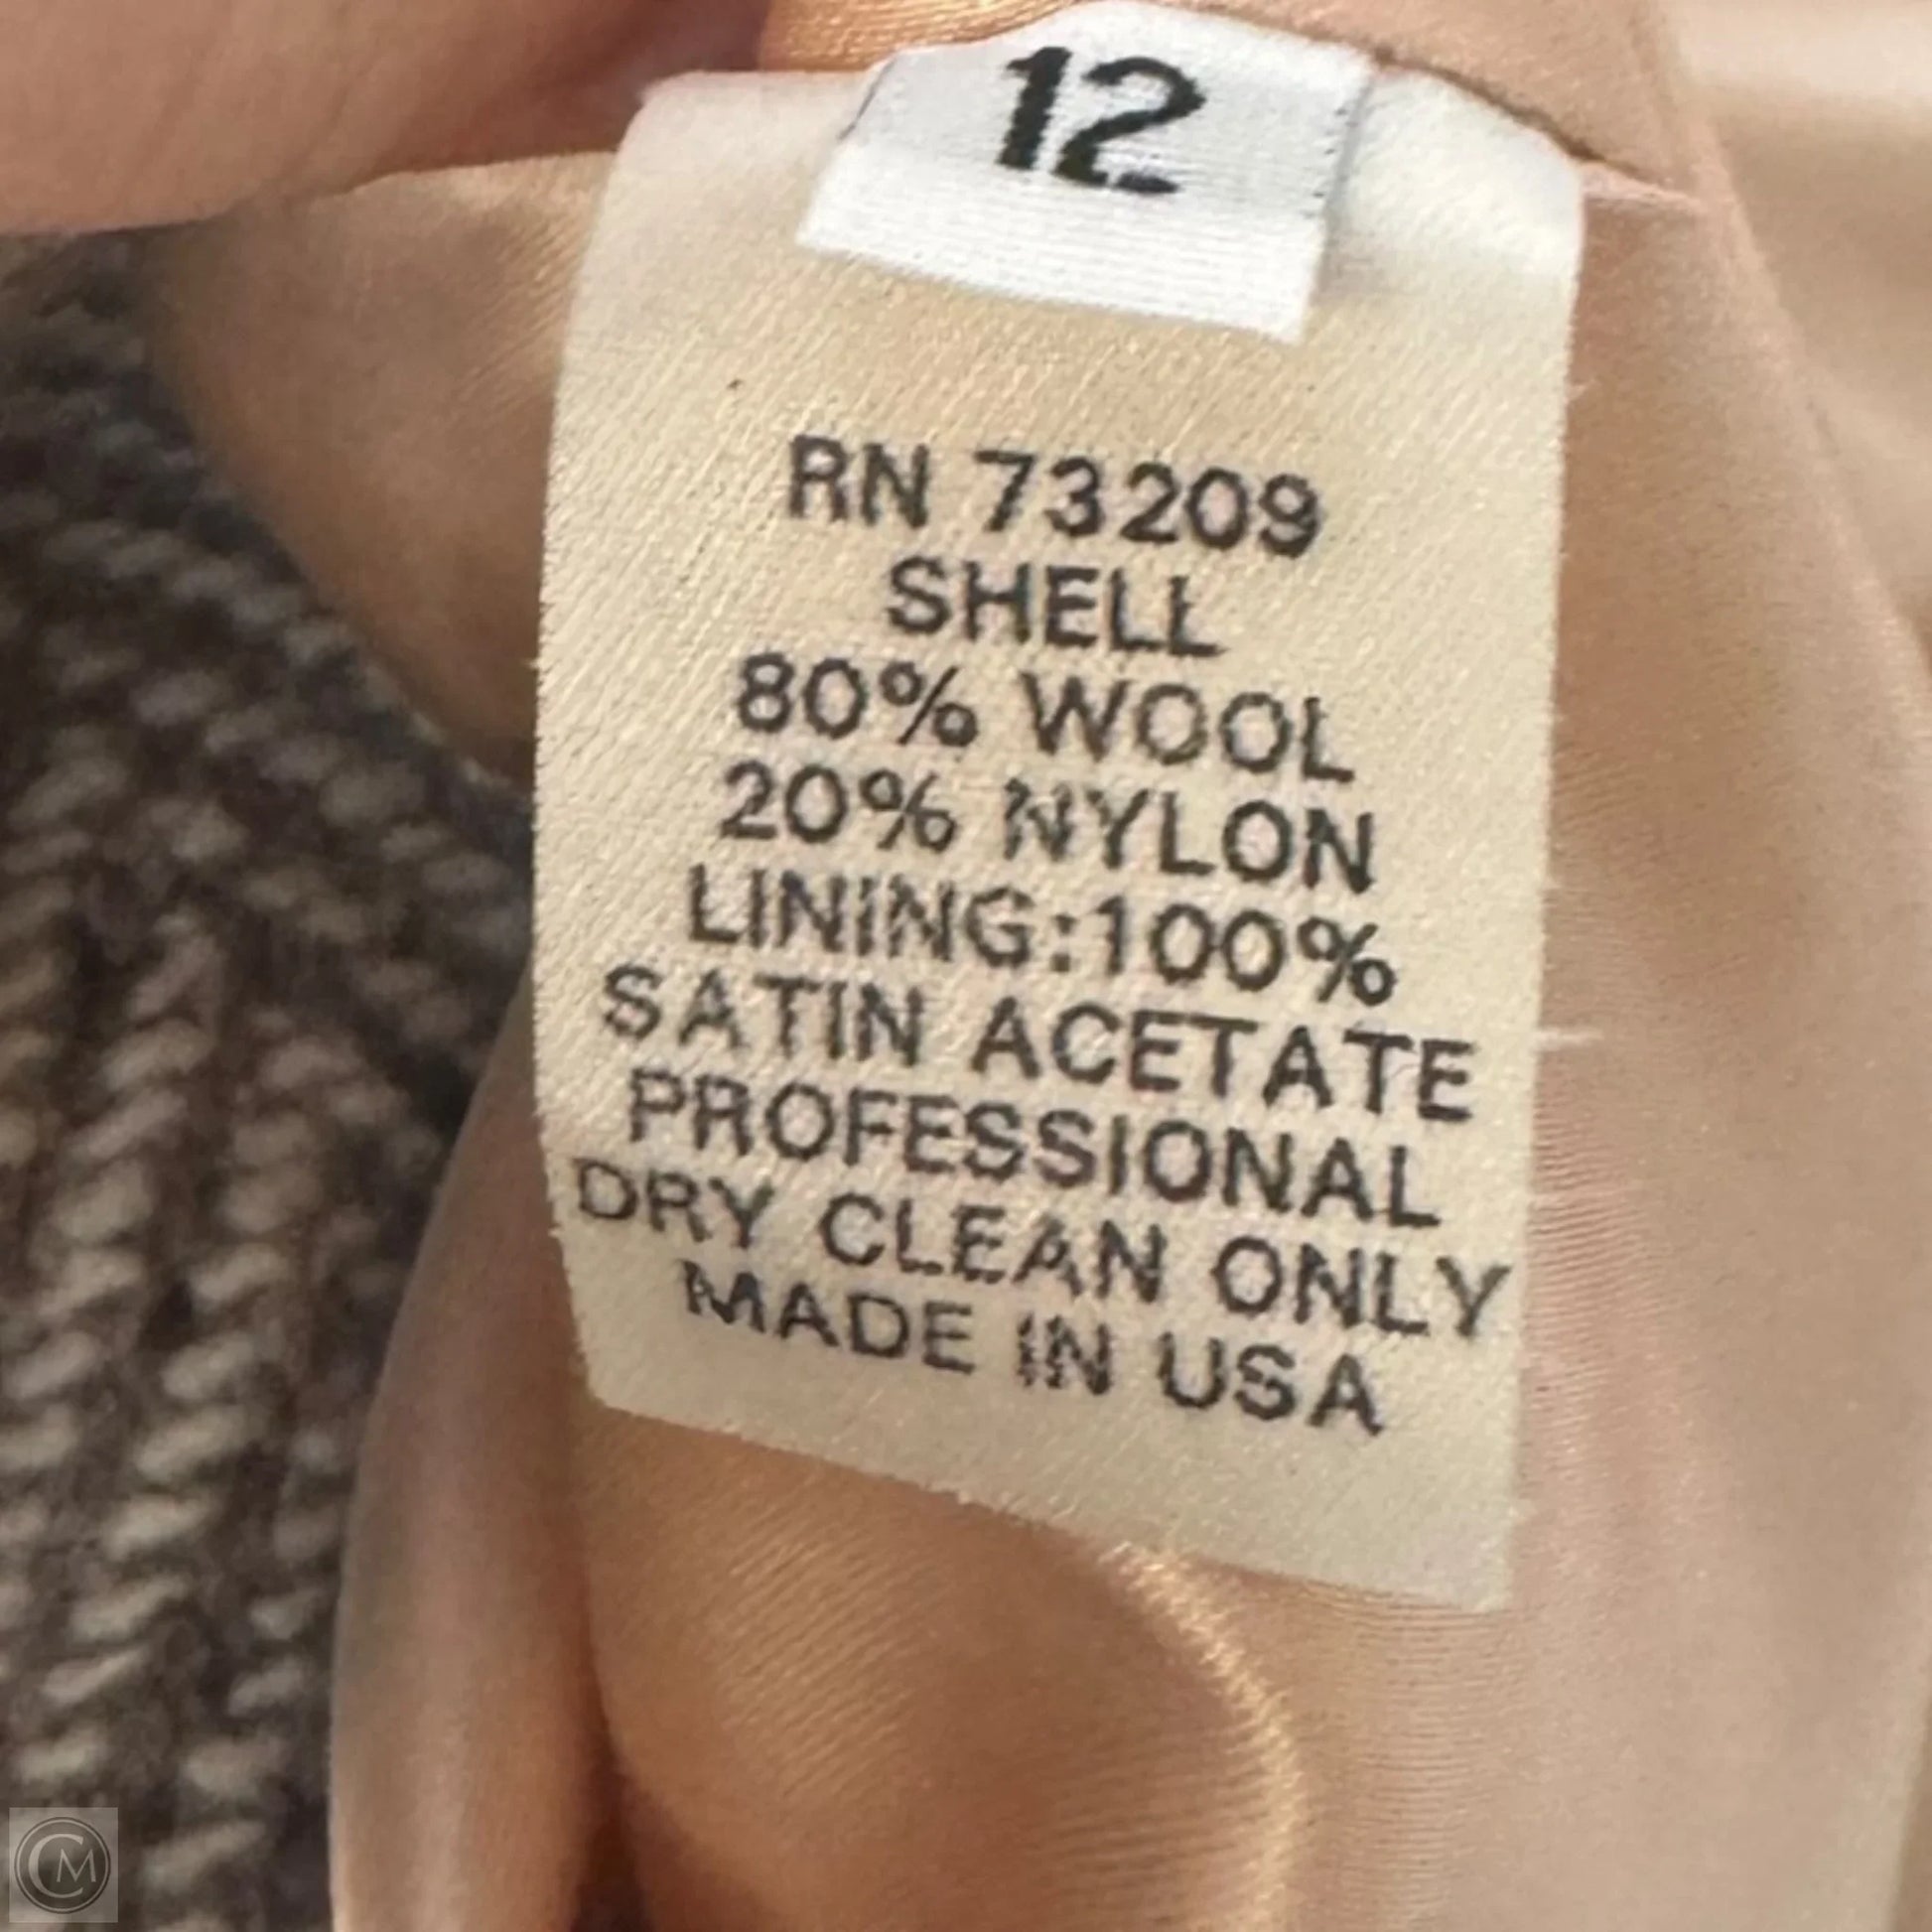 12
RN 73209
SHELL
80% WOOL
20% NYLON
LINING:100%
SATIN ACETATE
PROFESSIONAL
DRY CLEAN ONLY
MADE IN USA
CM